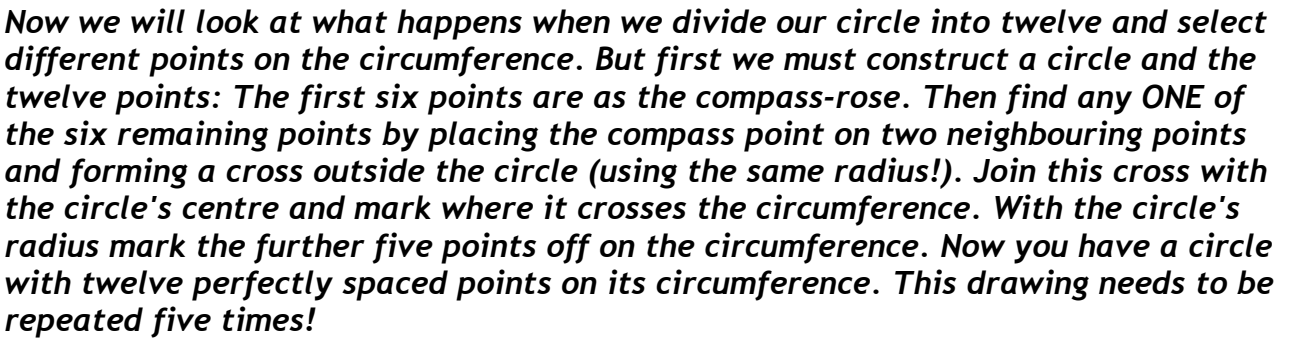 Now we will look at what happens when we divide our circle into twelve and select
different points on the circumference. But first we must construct a circle and the
twelve points: The first six points are as the compass-rose. Then find any ONE of
the six remaining points by placing the compass point on two neighbouring points
and forming a cross outside the circle (using the same radius!). Join this cross with
the circle's centre and mark where it crosses the circumference. With the circle's
radius mark the further five points off on the circumference. Now you have a circle
with twelve perfectly spaced points on its circumference. This drawing needs to be
repeated five times!